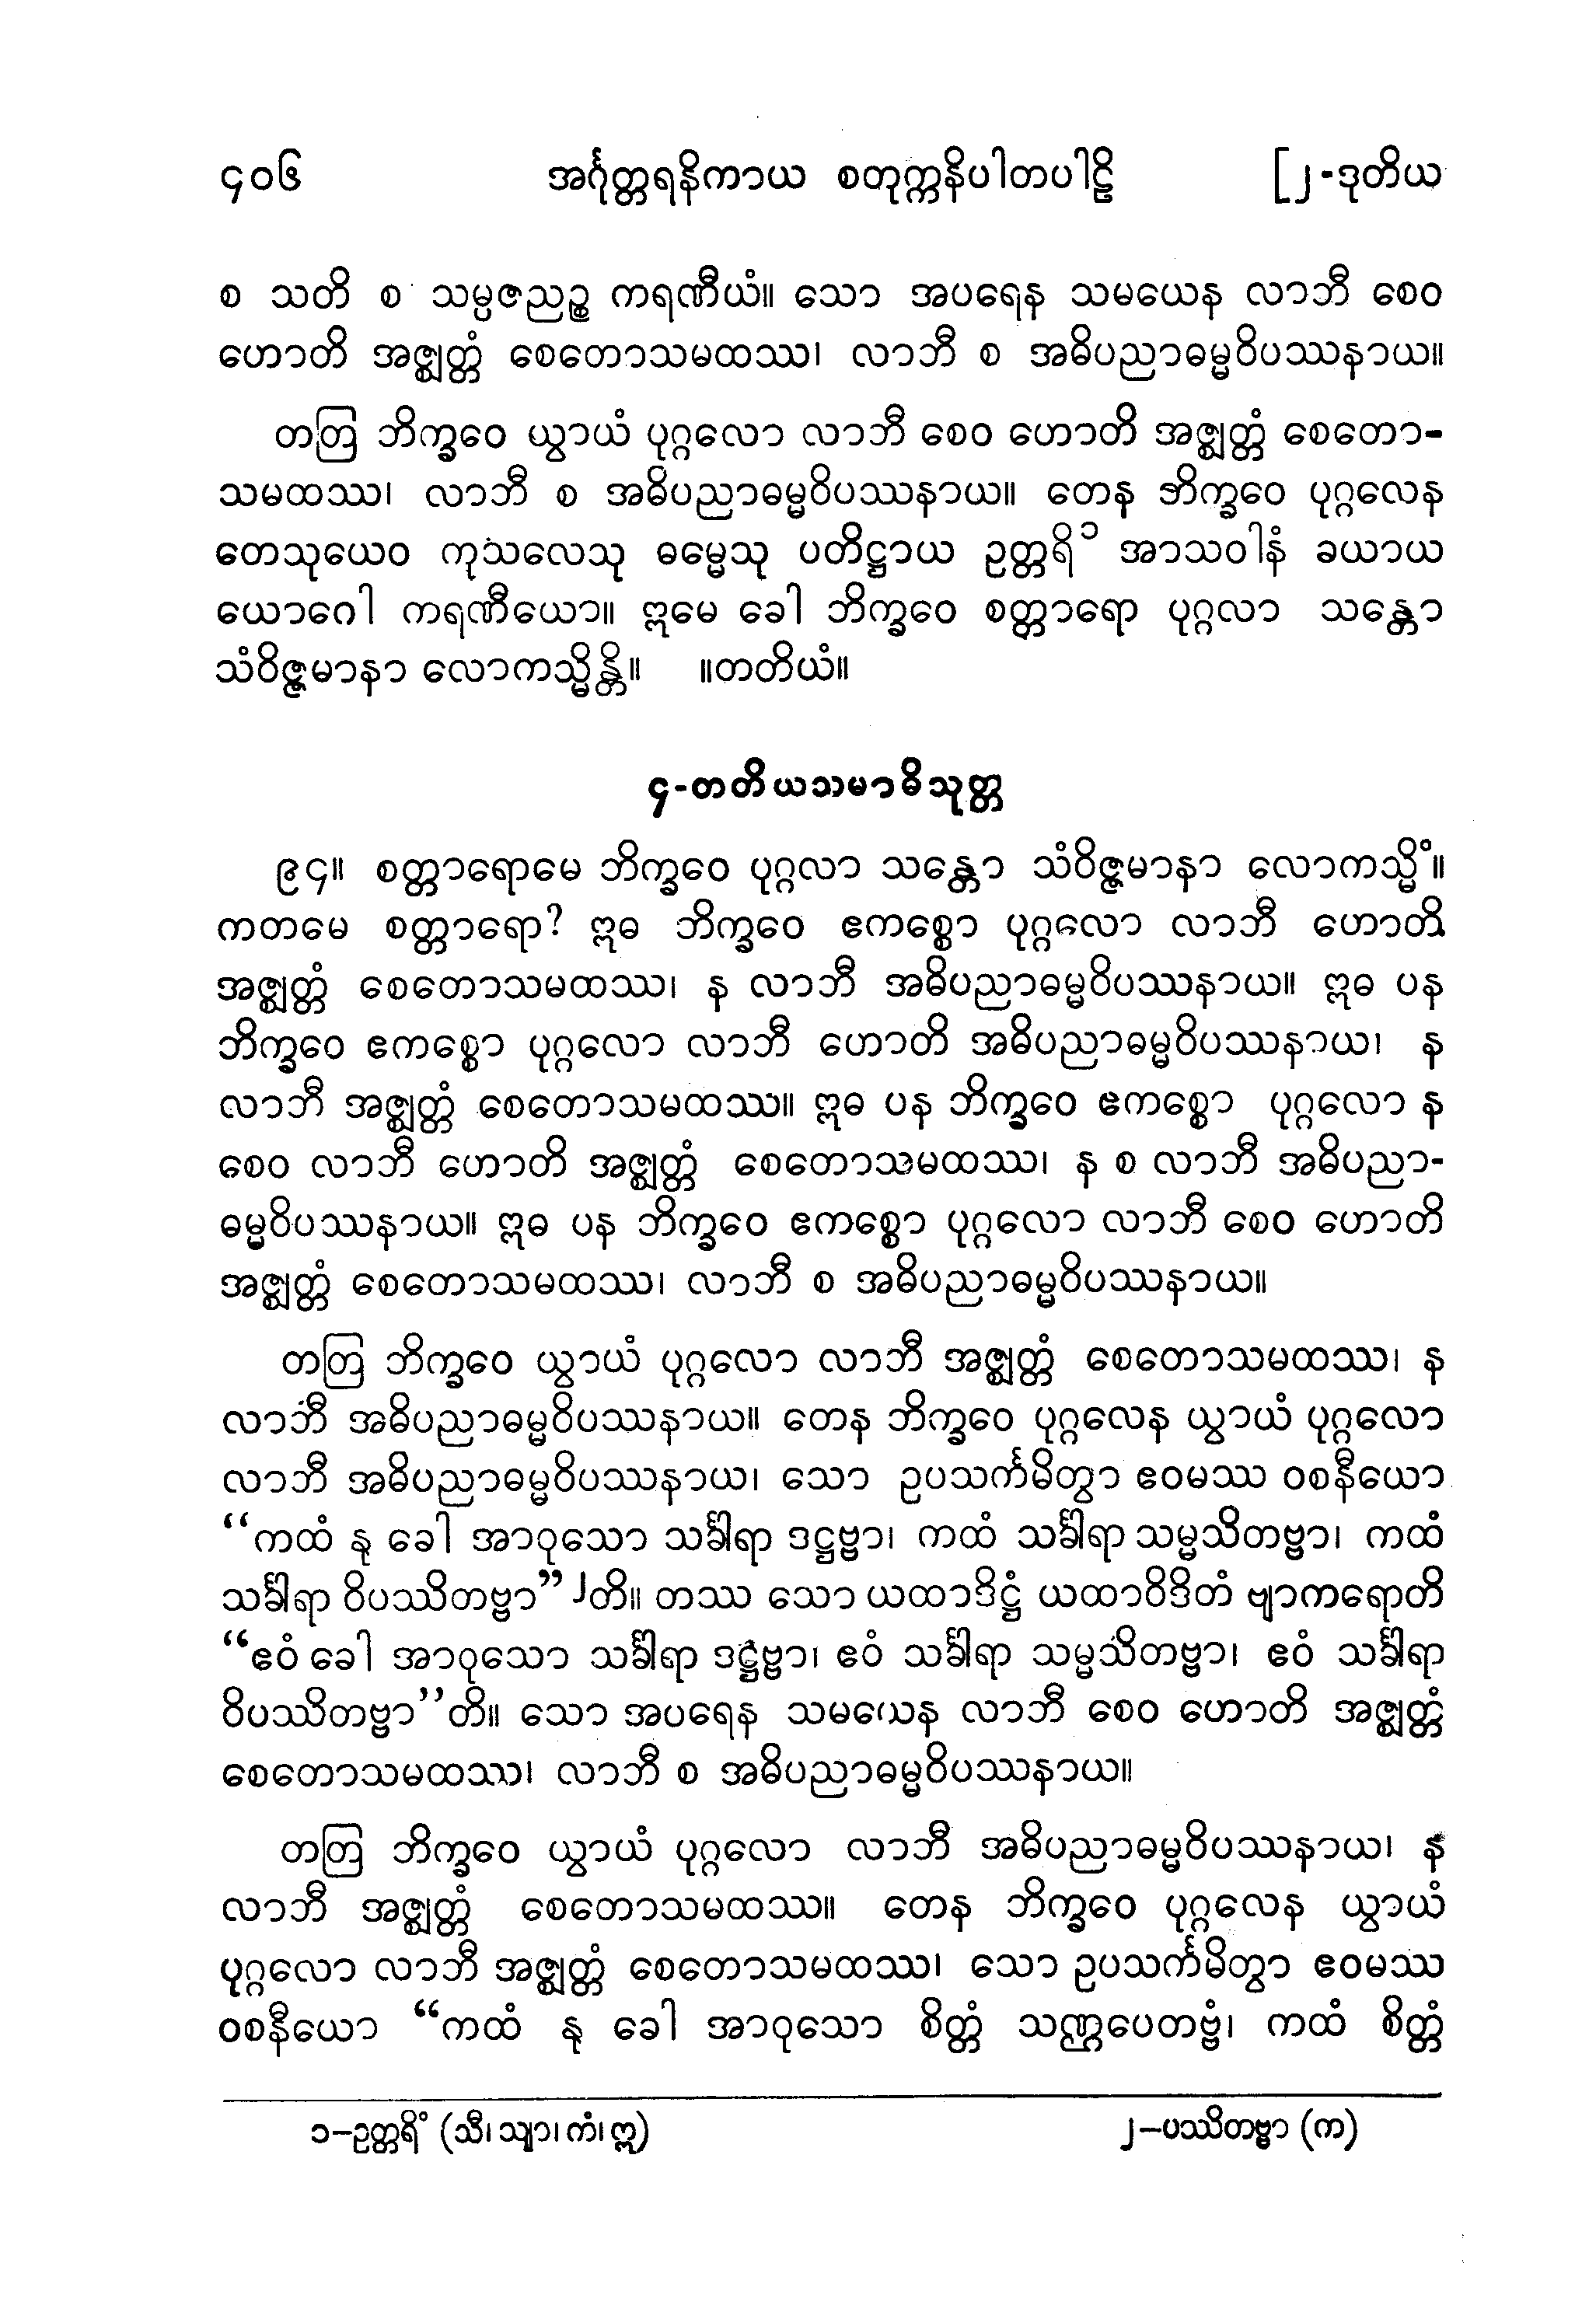 ၄၀၆ အင်္ဂုတ္တရနိကာယ စတုက္ကနိပါတပါဠိ [၂-ဒုတိယ
စ သတိ စ သမ္ပဇညဉ္စ ကရဏီယံ။ သော အပရေန သမယေန လာဘီ စေဝ
ဟောတိ အဇ္ဈတ္တံ စေတောသမထဿ၊ လာဘီ စ အဓိပညာဓမ္မဝိပဿနာယ။
တတြ ဘိက္ခဝေ ယွာယံ ပုဂ္ဂလော လာဘီ စေဝ ဟောတိ အဇ္ဈတ္တံ စေတော-
သမထဿ၊ လာဘီ စ အဓိပညာဓမ္မဝိပဿနာယ။ တေန ဘိက္ခဝေ ပုဂ္ဂလေန
တေသုယေဝ ကုသလေသု ဓမ္မေသု ပတိဋ္ဌာယ ဥတ္တရိ၁ အာသဝါနံ ခယာယ
ယောဂေါ ကရဏီယော။ ဣမေ ခေါ ဘိက္ခဝေ စတ္တာရော ပုဂ္ဂလာ သန္တော
သံဝိဇ္ဇမာနာ လောကသ္မိန္တိ။ ။တတိယံ။
၄-တတိယသမာဓိသုတ္တ
၉၄။ စတ္တာရောမေ ဘိက္ခဝေ ပုဂ္ဂလာ သန္တော သံဝိဇ္ဇမာနာ လောကသ္မိံ။
ကတမေ စတ္တာရော? ဣဓ ဘိက္ခဝေ ဧကစ္စော ပုဂ္ဂလော လာဘီ ဟောတိ
အဇ္ဈတ္တံ စေတောသမထဿ၊ န လာဘီ အဓိပညာဓမ္မဝိပဿနာယ။ ဣဓ ပန
ဘိက္ခဝေ ဧကစ္စော ပုဂ္ဂလော လာဘီ ဟောတိ အဓိပညာဓမ္မဝိပဿနာယ၊ န
လာဘီ အဇ္ဈတ္တံ စေတောသမထဿ။ ဣဓ ပန ဘိက္ခဝေ ဧကစ္စော ပုဂ္ဂလော န
စေဝ လာဘီ ဟောတိ အဇ္ဈတ္တံ စေတောသမထဿ၊ န စ လာဘီ အဓိပညာ-
ဓမ္မဝိပဿနာယ။ ဣဓ ပန ဘိက္ခဝေ ဧကစ္စော ပုဂ္ဂလော လာဘီ စေဝ ဟောတိ
အဇ္ဈတ္တံ စေတောသမထဿ၊ လာဘီ စ အဓိပညာဓမ္မဝိပဿနာယ။
တတြ ဘိက္ခဝေ ယွာယံ ပုဂ္ဂလော လာဘီ အဇ္ဈတ္တံ စေတောသမထဿ၊ န
လာဘီ အဓိပညာဓမ္မဝိပဿနာယ။ တေန ဘိက္ခဝေ ပုဂ္ဂလေန ယွာယံ ပုဂ္ဂလော
လာဘီ အဓိပညာဓမ္မဝိပဿနာယ၊ သော ဥပသင်္ကမိတွာ ဧဝမဿ ဝစနီယော
“ကထံ နု ခေါ အာဝုသော သင်္ခါရာ ဒဋ္ဌဗ္ဗာ၊ ကထံ သင်္ခါရာ သမ္မသိတဗ္ဗာ၊ ကထံ
သင်္ခါရာ ဝိပဿိတဗ္ဗာ”၂တိ။ တဿ သော ယထာဒိဋ္ဌံ ယထာဝိဒိတံ ဗျာကရောတိ
“ဧဝံ ခေါ အာဝုသော သင်္ခါရာ ဒဋ္ဌဗ္ဗာ၊ ဧဝံ သင်္ခါရာ သမ္မသိတဗ္ဗာ၊ ဧဝံ သင်္ခါရာ
ဝိပဿိတဗ္ဗာ”တိ။ သော အပရေန သမယေန လာဘီ စေဝ ဟောတိ အဇ္ဈတ္တံ
စေတောသမထဿ၊ လာဘီ စ အဓိပညာဓမ္မဝိပဿနာယ။
တတြ ဘိက္ခဝေ ယွာယံ ပုဂ္ဂလော လာဘီ အဓိပညာဓမ္မဝိပဿနာယ၊ န
လာဘီ အဇ္ဈတ္တံ စေတောသမထဿ။ တေန ဘိက္ခဝေ ပုဂ္ဂလေန ယွာယံ
ပုဂ္ဂလော လာဘီ အဇ္ဈတ္တံ စေတောသမထဿ၊ သော ဥပသင်္ကမိတွာ ဧဝမဿ
ဝစနီယော “ကထံ နု ခေါ အာဝုသော စိတ္တံ သဏ္ဌပေတဗ္ဗံ၊ ကထံ စိတ္တံ
၁–ဥတ္တရိံ (သီ၊ သျာ၊ ကံ၊ ဣ) ၂–ပဿိတဗ္ဗာ (က)